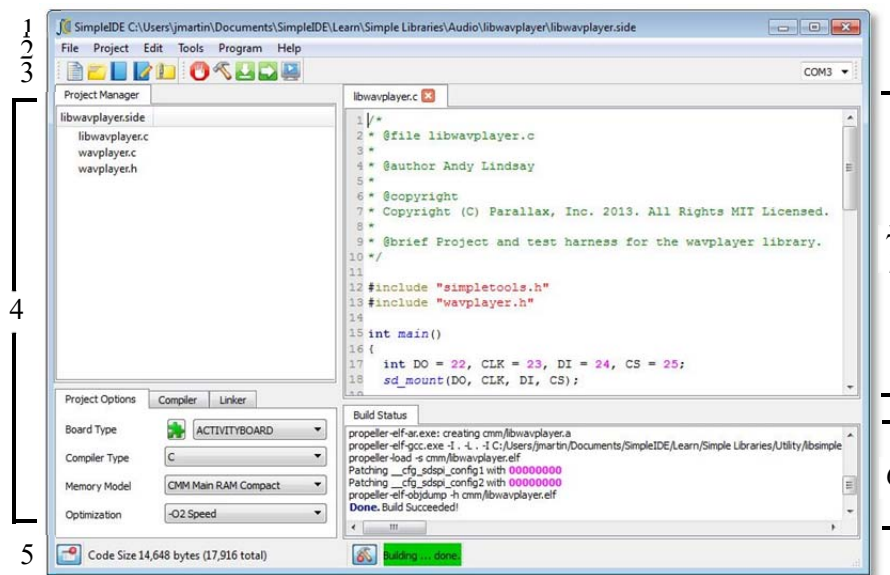 1
SimpleIDE C:\Users\jmartin\Documents\SimpleIDE\Learn\Simple Libraries\Audio\libwavplayer\libwavplayer.side
2
File Project Edit Tools Program Help
3
COM3
Project Manager
libwavplayer.side
libwavplayer.c
wavplayer.c
wavplayer.h
4
libwavplayer.c
1 /*
2 * @file libwavplayer.c
3 *
4 * @author Andy Lindsay
5 *
6 * @copyright
7 * Copyright (C) Parallax, Inc. 2013. All Rights MIT Licensed.
8 *
9 * @brief Project and test harness for the wavplayer library.
10 */
11
12 #include "simpletools.h"
13 #include "wavplayer.h"
14
15 int main()
16 {
17 int DO = 22, CLK = 23, DI = 24, CS = 25;
18 sd_mount(DO, CLK, DI, CS);
Project Options Compiler Linker
Board Type ACTIVITYBOARD
Compiler Type C
Memory Model CMM Main RAM Compact
Optimization -O2 Speed
Build Status
propeller-elf-ar.exe: creating cmm/libwavplayer.a
propeller-elf-gcc.exe -I . -L . -I C:/Users/jmartin/Documents/SimpleIDE/Learn/Simple Libraries/Utility/libsimple
propeller-load -s cmm/libwavplayer.elf
Patching __cfg_sdspi_config1 with 00000000
Patching __cfg_sdspi_config2 with 00000000
propeller-elf-objdump -h cmm/libwavplayer.elf
Done. Build Succeeded!
5
Code Size 14,648 bytes (17,916 total)
Building ... done.